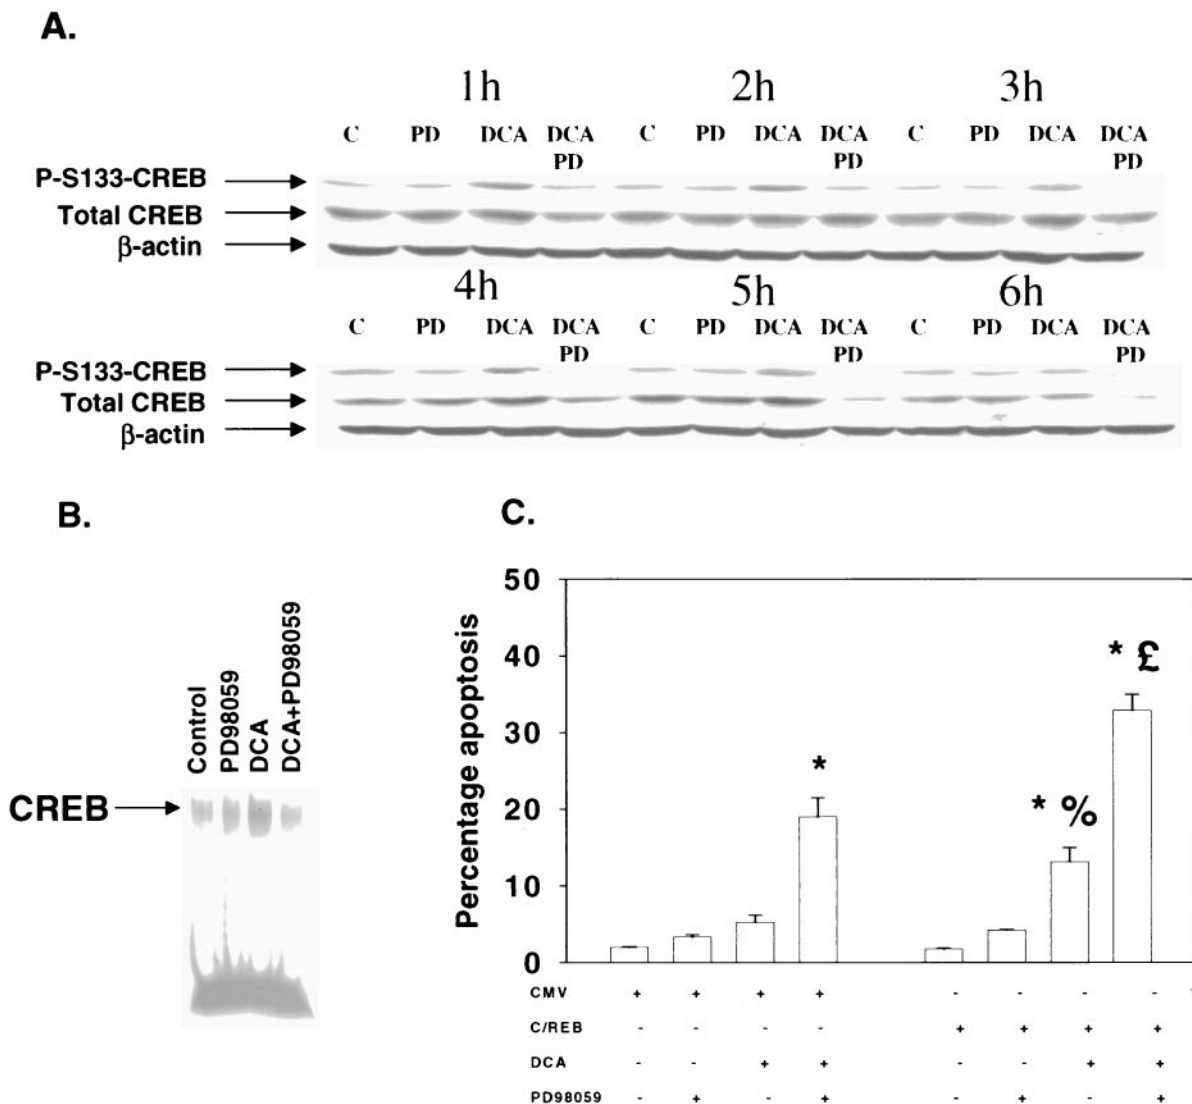 A.
1h 2h 3h
C PD DCA DCA C PD DCA DCA C PD DCA DCA
PD PD PD
P-S133-CREB
Total CREB
β-actin
4h 5h 6h
C PD DCA DCA C PD DCA DCA C PD DCA DCA
PD PD PD
P-S133-CREB
Total CREB
β-actin
B.
Control
PD98059
DCA
DCA+PD98059
CREB
C.
Percentage apoptosis
50
40
30
20
10
0
*
* %
* £
CMV + + + + - - - -
C/REB - - - - + + + +
DCA - - + + - - + +
PD98059 - + - + - + - +